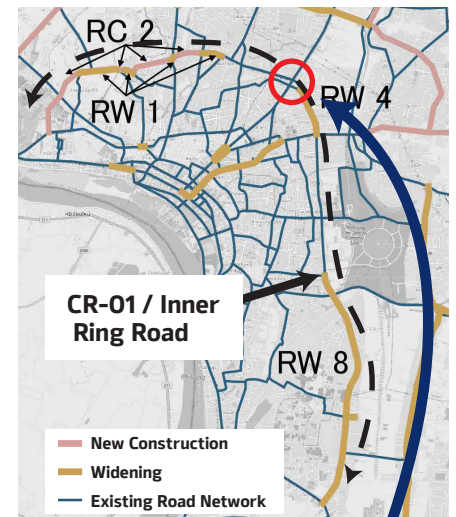 RC 2
RW 1
RW 4
CR-01 / Inner
Ring Road
RW 8
New Construction
Widening
Existing Road Network